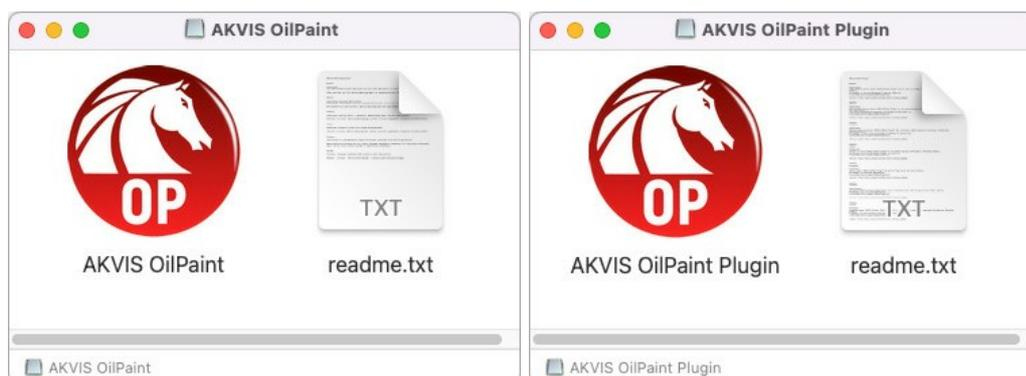 AKVIS OilPaint
OP
TXT
AKVIS OilPaint
readme.txt
AKVIS OilPaint
AKVIS OilPaint Plugin
OP
TXT
AKVIS OilPaint Plugin
readme.txt
AKVIS OilPaint Plugin